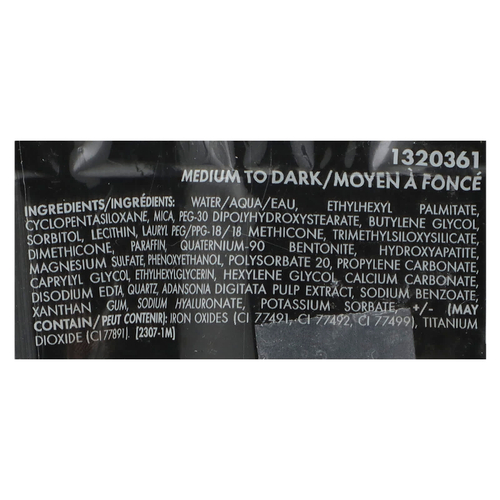 1320361
MEDIUM TO DARK/MOYEN À FONCÉ
INGREDIENTS/INGRÉDIENTS: WATER/AQUA/EAU, ETHYLHEXYL PALMITATE,
CYCLOPENTASILOXANE, MICA, PEG-30 DIPOLYHYDROXYSTEARATE, BUTYLENE GLYCOL,
SORBITOL, LECITHIN, LAURYL PEG/PPG-18/18 METHICONE, TRIMETHYLSILOXYSILICATE,
DIMETHICONE, PARAFFIN, QUATERNIUM-90 BENTONITE, HYDROXYAPATITE,
MAGNESIUM SULFATE, PHENOXYETHANOL, POLYSORBATE 20, PROPYLENE CARBONATE,
CAPRYLYL GLYCOL, ETHYLHEXYLGLYCERIN, HEXYLENE GLYCOL, CALCIUM CARBONATE,
DISODIUM EDTA, QUARTZ, ADANSONIA DIGITATA PULP EXTRACT, SODIUM BENZOATE,
XANTHAN GUM, SODIUM HYALURONATE, POTASSIUM SORBATE, +/- (MAY
CONTAIN / PEUT CONTENIR): IRON OXIDES (CI 77491, CI 77492, CI 77499), TITANIUM
DIOXIDE (CI 77891). [2307-1M]